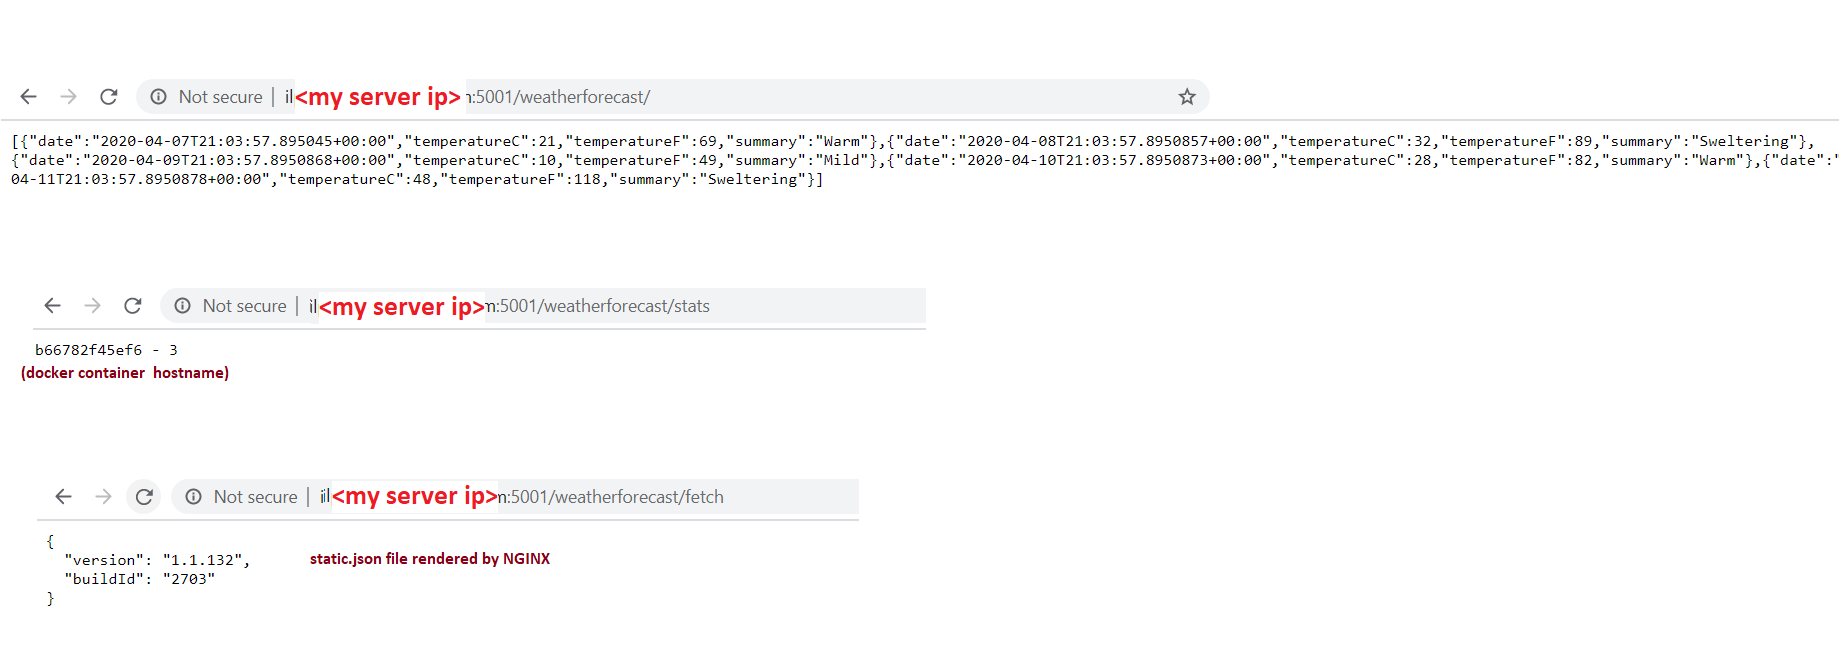 Not secure | il<my server ip>n:5001/weatherforecast/
[{"date":"2020-04-07T21:03:57.895045+00:00","temperatureC":21,"temperatureF":69,"summary":"Warm"},{"date":"2020-04-08T21:03:57.8950857+00:00","temperatureC":32,"temperatureF":89,"summary":"Sweltering"},
{"date":"2020-04-09T21:03:57.8950868+00:00","temperatureC":10,"temperatureF":49,"summary":"Mild"},{"date":"2020-04-10T21:03:57.8950873+00:00","temperatureC":28,"temperatureF":82,"summary":"Warm"},{"date":"
04-11T21:03:57.8950878+00:00","temperatureC":48,"temperatureF":118,"summary":"Sweltering"}]
Not secure | il<my server ip>m:5001/weatherforecast/stats
b66782f45ef6 - 3
(docker container hostname)
Not secure | il<my server ip>n:5001/weatherforecast/fetch
{
"version": "1.1.132",
static.json file rendered by NGINX
"buildId": "2703"
}